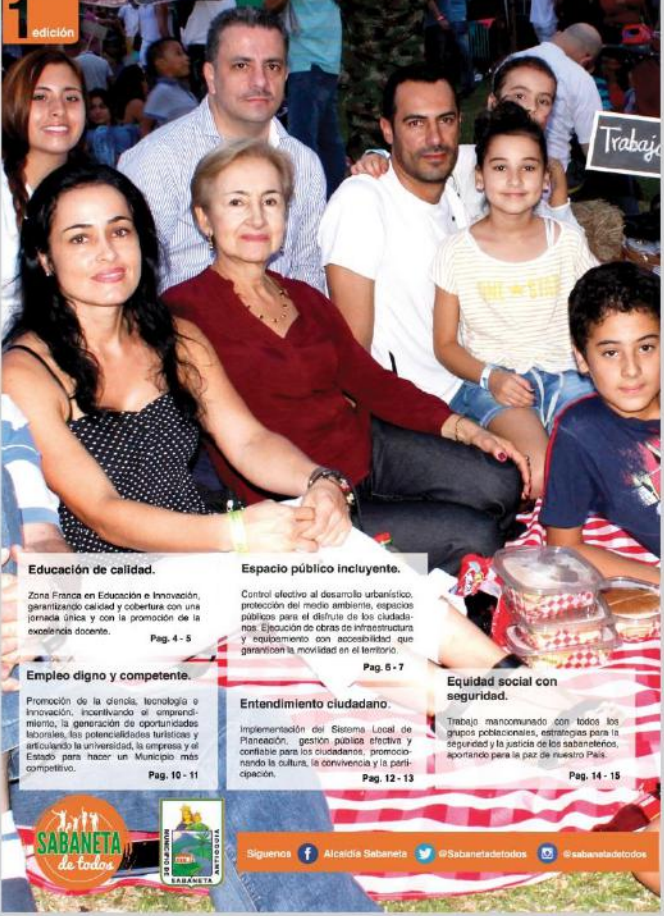 1
edición
Trabajo
ONE ★ STAR
Educación de calidad.
Zona Franca en Educación e Innovación,
garantizando calidad y cobertura con una
jornada única y con la promoción de la
excelencia docente.
Pag. 4 - 5
Espacio público incluyente.
Control efectivo al desarrollo urbanístico,
protección del medio ambiente, espacios
públicos para el disfrute de los ciudada-
nos. Ejecución de obras de infraestructura
y equipamiento con accesibilidad que
garanticen la movilidad en el territorio.
Pag. 6 - 7
Empleo digno y competente.
Promoción de la ciencia, tecnología e
innovación, incentivando el emprendi-
miento, la generación de oportunidades
laborales, las potencialidades turísticas y
articulando la universidad, la empresa y el
Estado para hacer un Municipio más
competitivo.
Pag. 10 - 11
Entendimiento ciudadano.
Implementación del Sistema Local de
Planeación, gestión pública efectiva y
confiable para los ciudadanos, promocio-
nando la cultura, la convivencia y la parti-
cipación.
Pag. 12 - 13
Equidad social con
seguridad.
Trabajo mancomunado con todos los
grupos poblacionales, estrategias para la
seguridad y la justicia de los sabaneteños,
aportando para la paz de nuestro País.
Pag. 14 - 15
SABANETA
de todos
MUNICIPIO DE
SABANETA
ANTIOQUIA
Síguenos
Alcaldía Sabaneta
@Sabanetadetodos
@sabanetadetodos